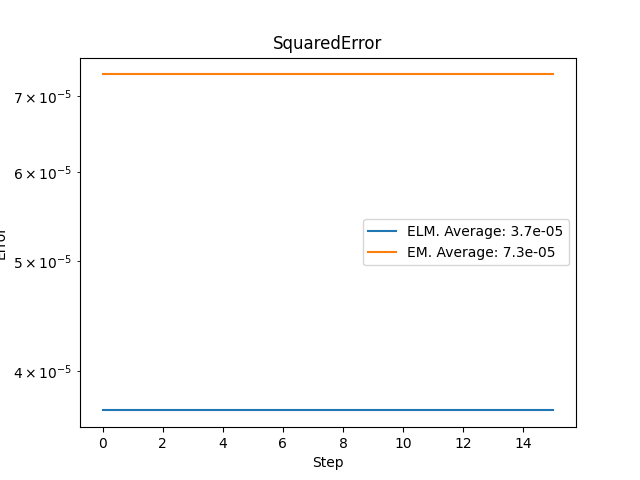 SquaredError
7 × 10⁻⁵
6 × 10⁻⁵
5 × 10⁻⁵
4 × 10⁻⁵
Error
ELM. Average: 3.7e-05
EM. Average: 7.3e-05
0 2 4 6 8 10 12 14
Step